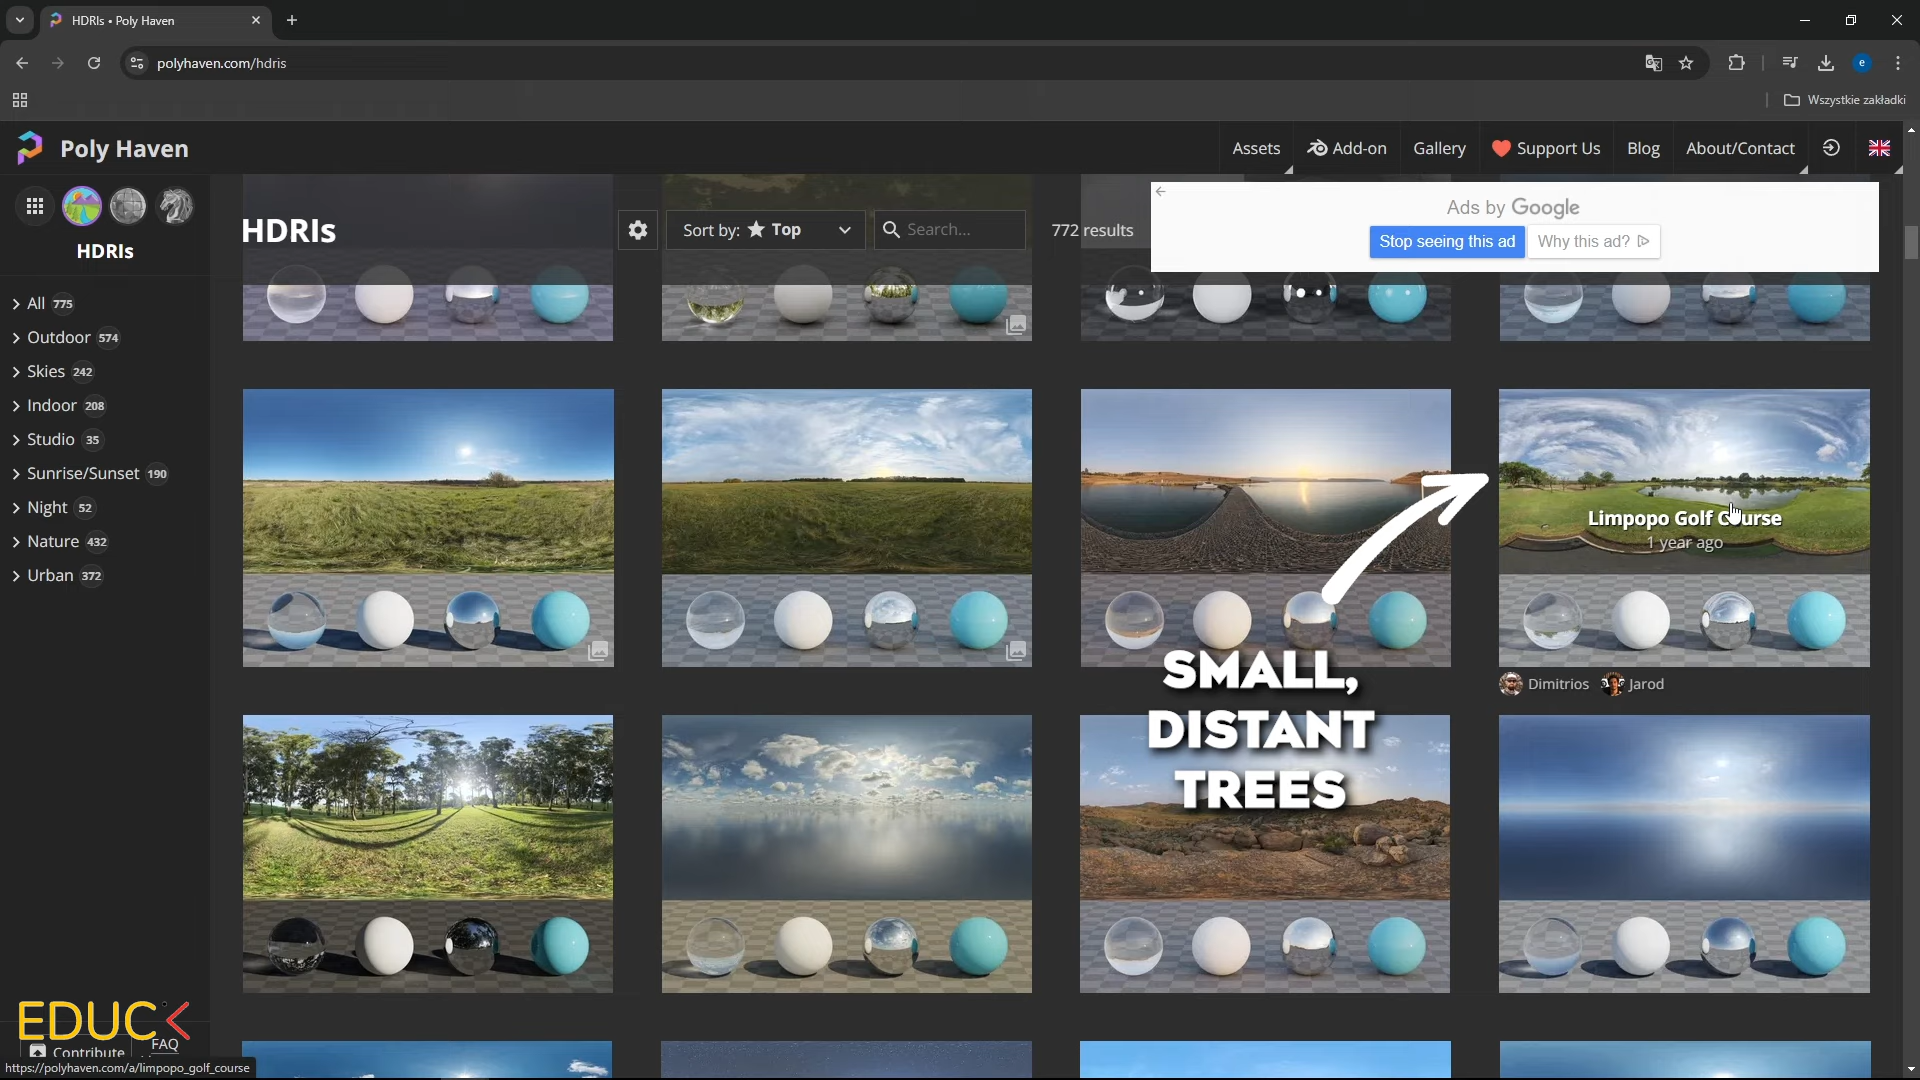 HDRIs • Poly Haven
polyhaven.com/hdris
e
Wszystkie zakładki
Poly Haven
Assets
Add-on
Gallery
Support Us
Blog
About/Contact
HDRIs
All 775
Outdoor 574
Skies 242
Indoor 208
Studio 35
Sunrise/Sunset 190
Night 52
Nature 432
Urban 372
HDRIs
Sort by: Top
Search...
772 results
Ads by Google
Stop seeing this ad
Why this ad?
Limpopo Golf Course
1 year ago
Dimitrios
Jarod
SMALL,
DISTANT
TREES
EDUC
FAQ
Contribute
https://polyhaven.com/a/limpopo_golf_course